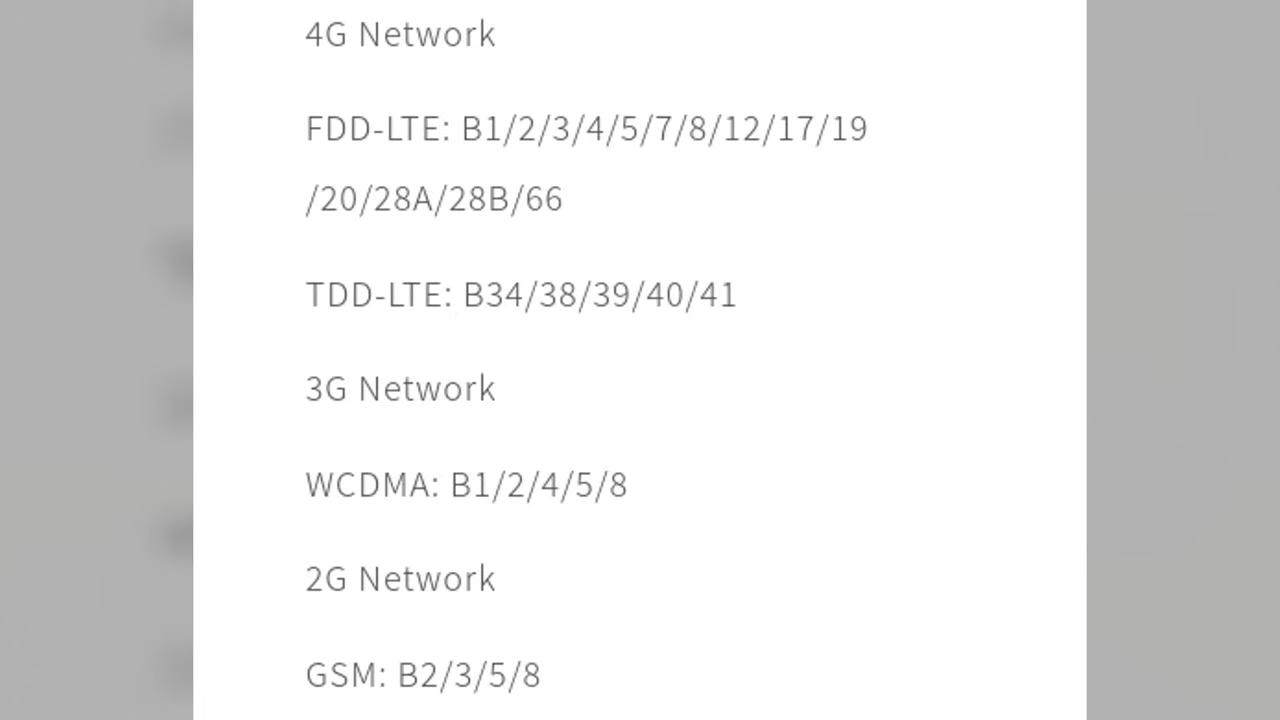 4G Network
FDD-LTE: B1/2/3/4/5/7/8/12/17/19
/20/28A/28B/66
TDD-LTE: B34/38/39/40/41
3G Network
WCDMA: B1/2/4/5/8
2G Network
GSM: B2/3/5/8